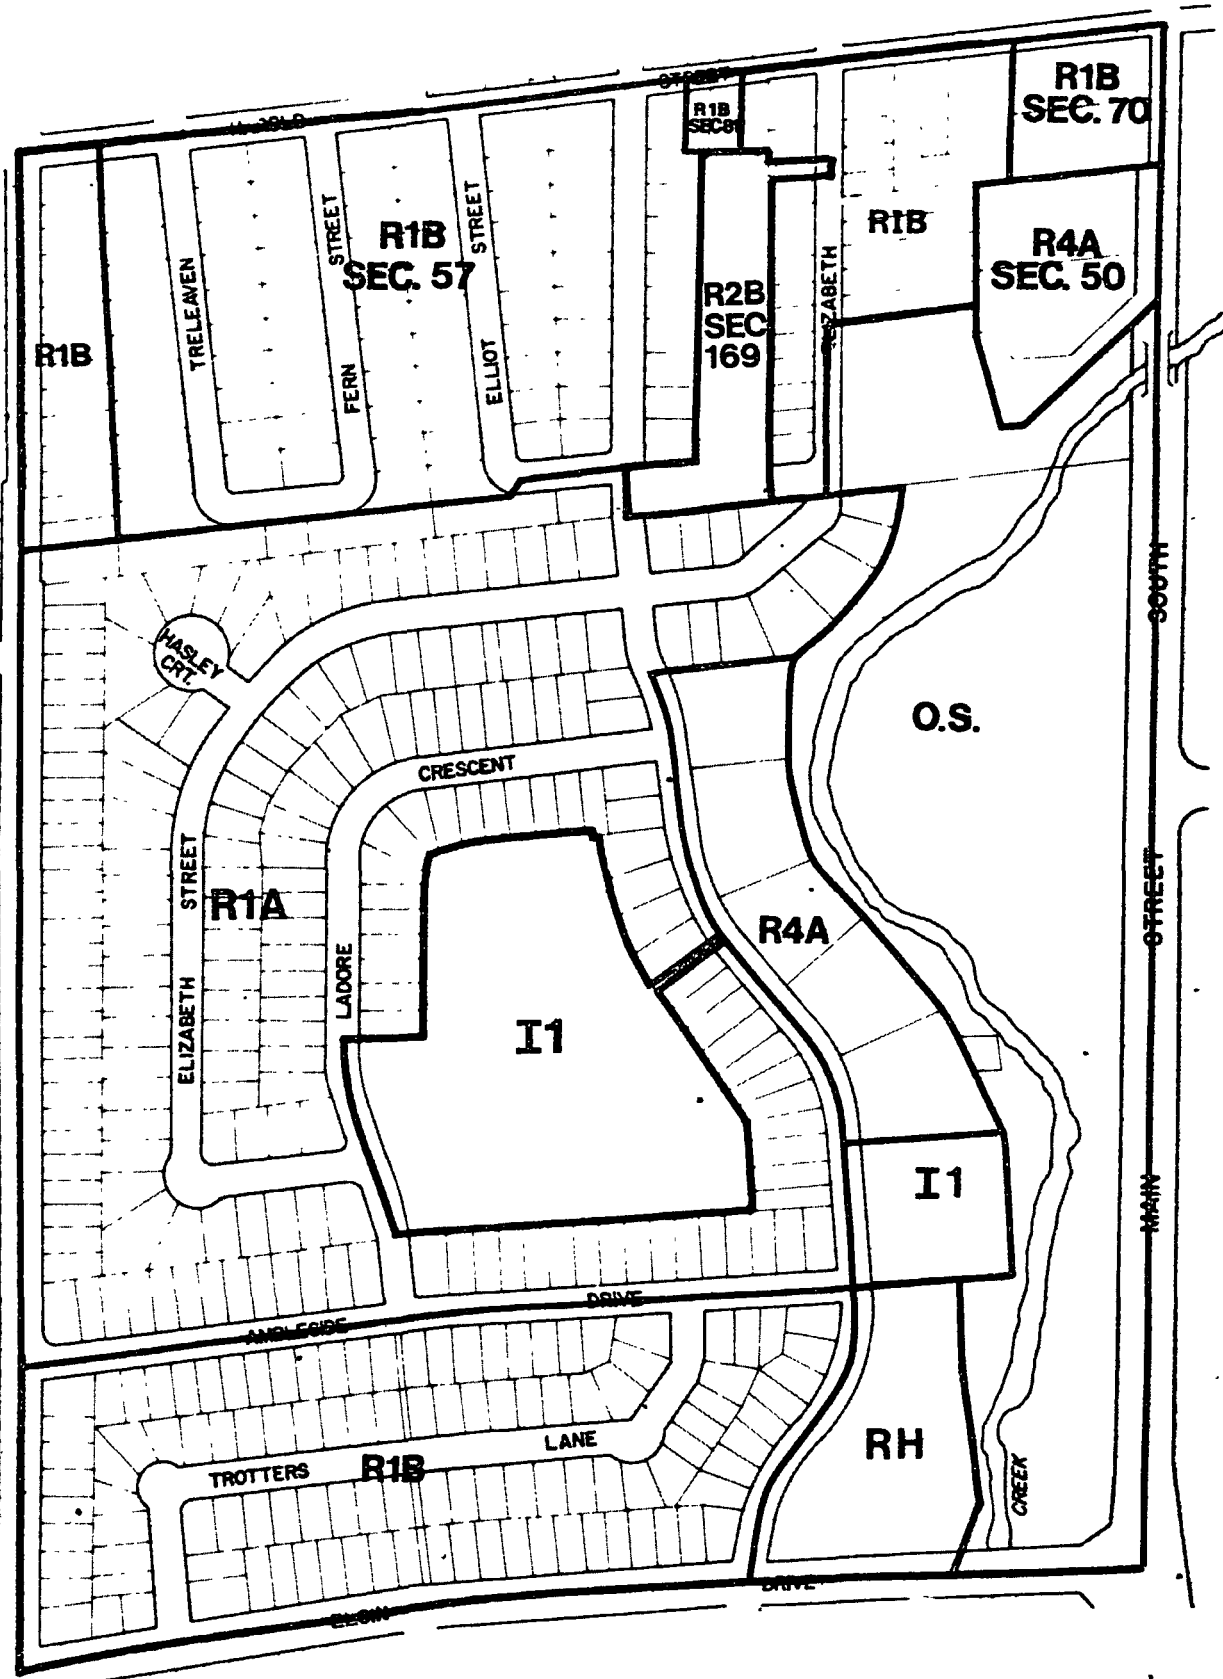 STREET
R1B
SEC. 70
R1B
STREET
STREET
R1B
SEC. 57
R1B
R4A
SEC. 50
TRELEAVEN
R2B
SEC
169
R1B
FERN
ELLIOT
SOUTH
HASLEY
CRT.
O.S.
CRESCENT
STREET
R1A
STREET
R4A
LADORE
ELIZABETH
I1
I1
MAIN
DRIVE
AMBLESIDE
RH
LANE
TROTTERS
R1B
CREEK
DRIVE
ELGIN